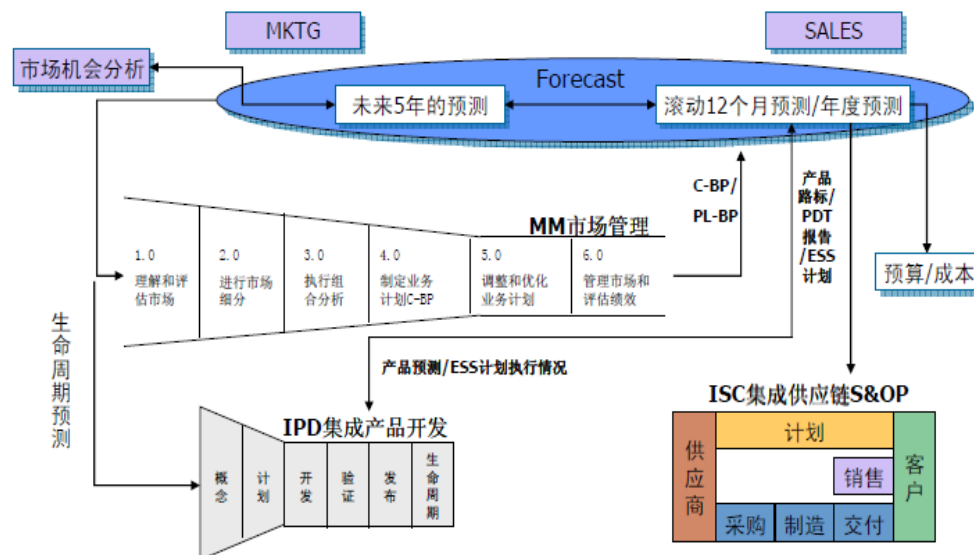 MKTG
SALES
市场机会分析
Forecast
未来5年的预测
滚动12个月预测/年度预测
C-BP/
PL-BP
产品
路标/
PDT
报告
/ESS
计划
MM市场管理
1.0
理解和评
估市场
2.0
进行市场
细分
3.0
执行组
合分析
4.0
制定业务
计划C-BP
5.0
调整和优化
业务计划
6.0
管理市场和
评估绩效
预算/成本
生命周期预测
产品预测/ESS计划执行情况
IPD集成产品开发
概念
计划
开发
验证
发布
生命周期
ISC集成供应链S&OP
供应商
计划
销售
采购
制造
交付
客户